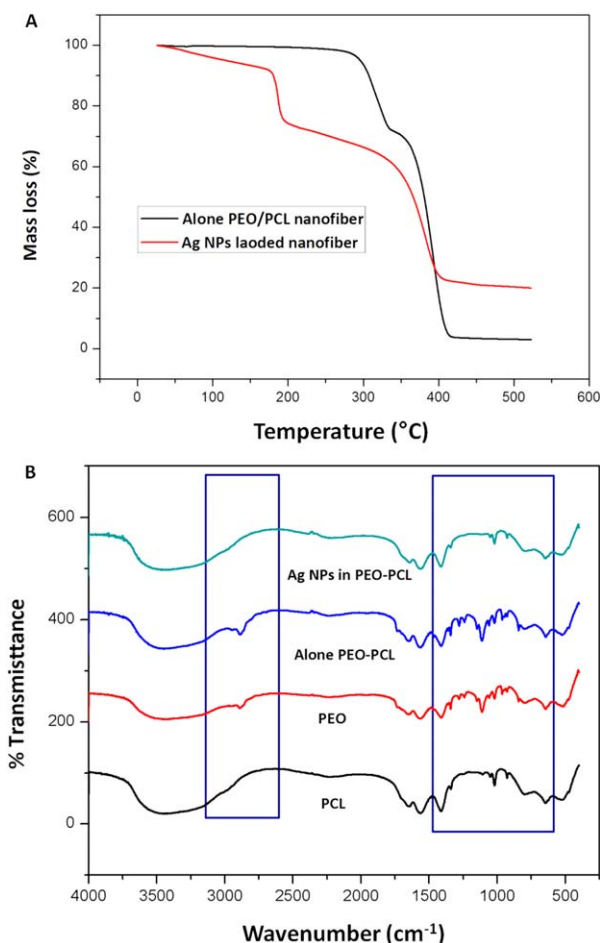 A
100
80
60
40
20
0
Mass loss (%)
Alone PEO/PCL nanofiber
Ag NPs laoded nanofiber
0 100 200 300 400 500 600
Temperature (°C)
B
600
400
200
0
% Transmisttance
Ag NPs in PEO-PCL
Alone PEO-PCL
PEO
PCL
4000 3500 3000 2500 2000 1500 1000 500
Wavenumber (cm-1)